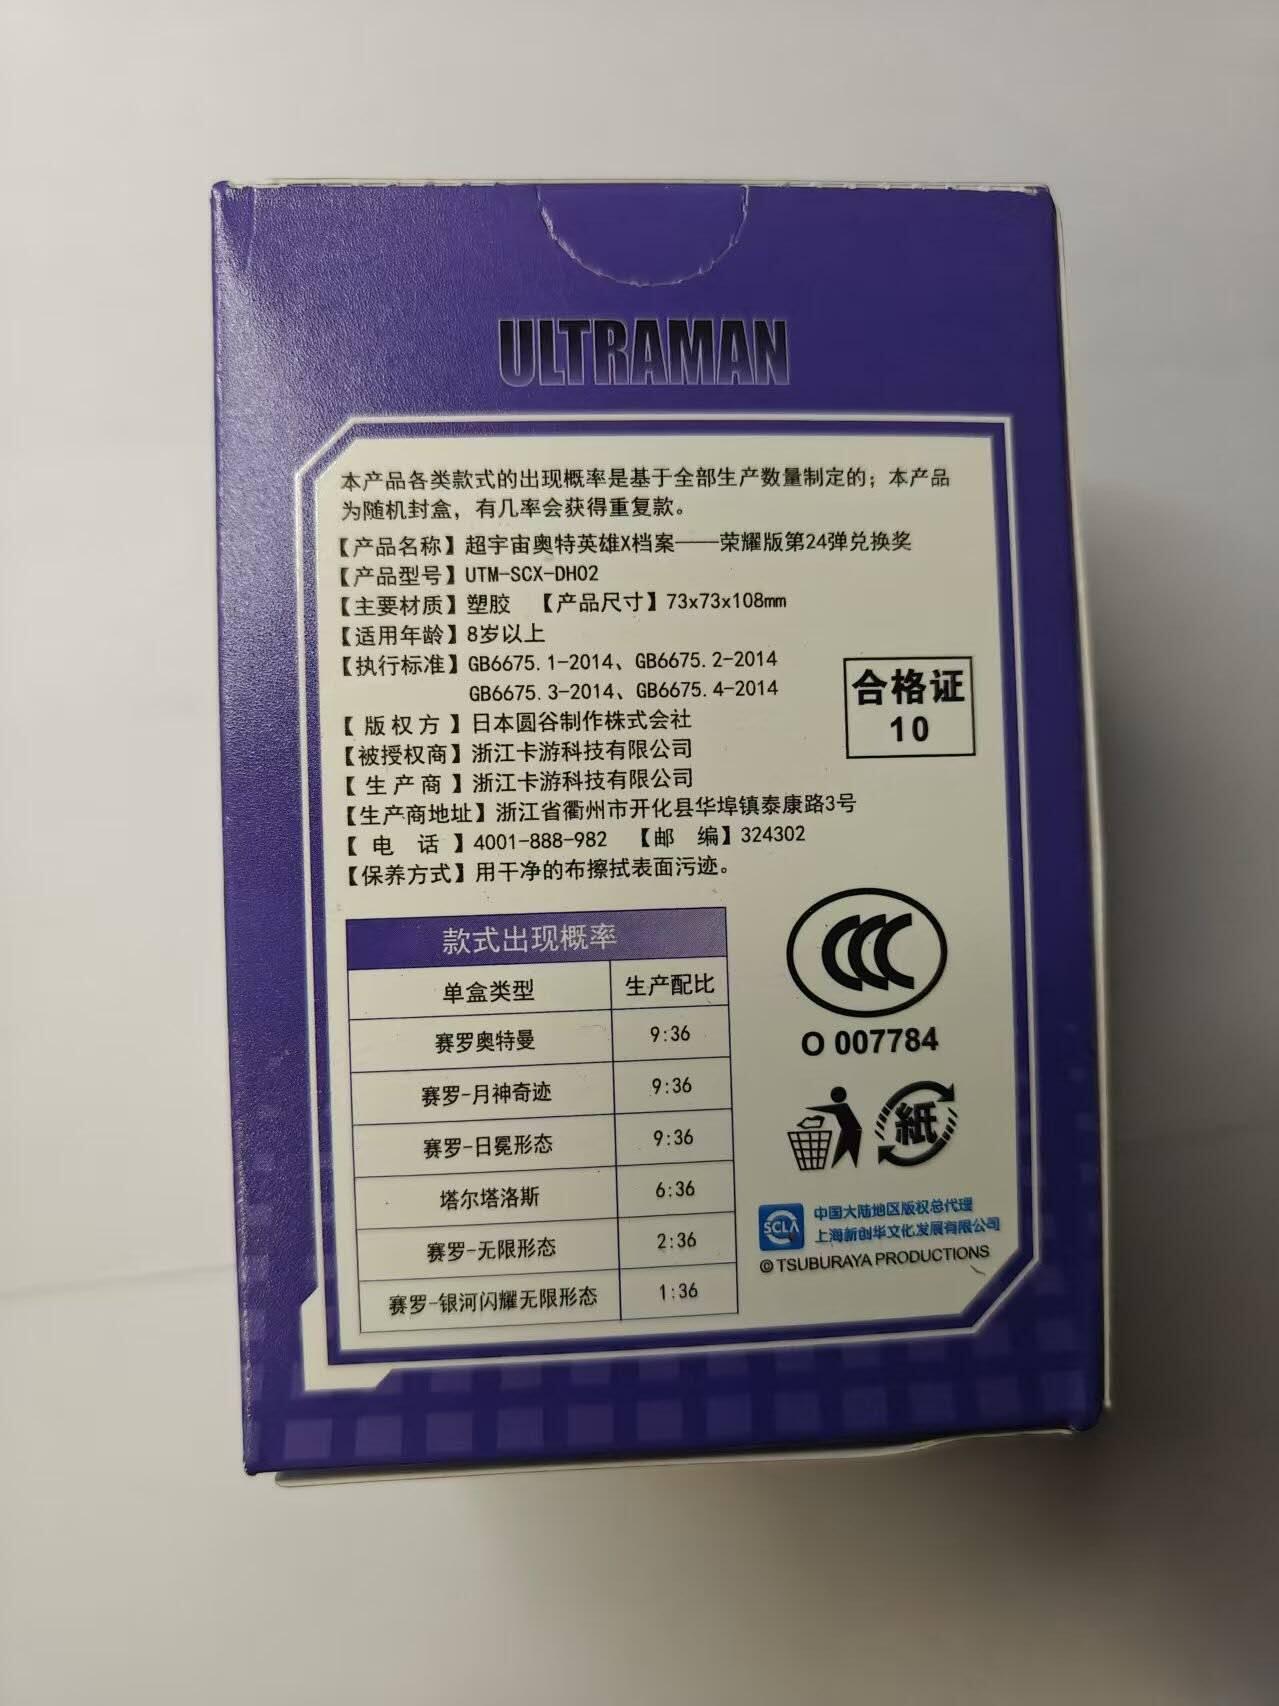 ULTRAMAN
本产品各类款式的出现概率是基于全部生产数量制定的；本产品
为随机封盒，有几率会获得重复款。
【产品名称】超宇宙奥特英雄X档案——荣耀版第24弹兑换奖
【产品型号】UTM-SCX-DH02
【主要材质】塑胶 【产品尺寸】73x73x108mm
【适用年龄】8岁以上
【执行标准】GB6675.1-2014、GB6675.2-2014
GB6675.3-2014、GB6675.4-2014
合格证
10
【版权方】日本圆谷制作株式会社
【被授权商】浙江卡游科技有限公司
【生产商】浙江卡游科技有限公司
【生产商地址】浙江省衢州市开化县华埠镇泰康路3号
【电 话】4001-888-982 【邮 编】324302
【保养方式】用干净的布擦拭表面污迹。
款式出现概率
单盒类型 生产配比
赛罗奥特曼 9:36
赛罗-月神奇迹 9:36
赛罗-日冕形态 9:36
塔尔塔洛斯 6:36
赛罗-无限形态 2:36
赛罗-银河闪耀无限形态 1:36
CCC
O 007784
紙
SCLA
中国大陆地区版权总代理
上海新创华文化发展有限公司
©TSUBURAYA PRODUCTIONS